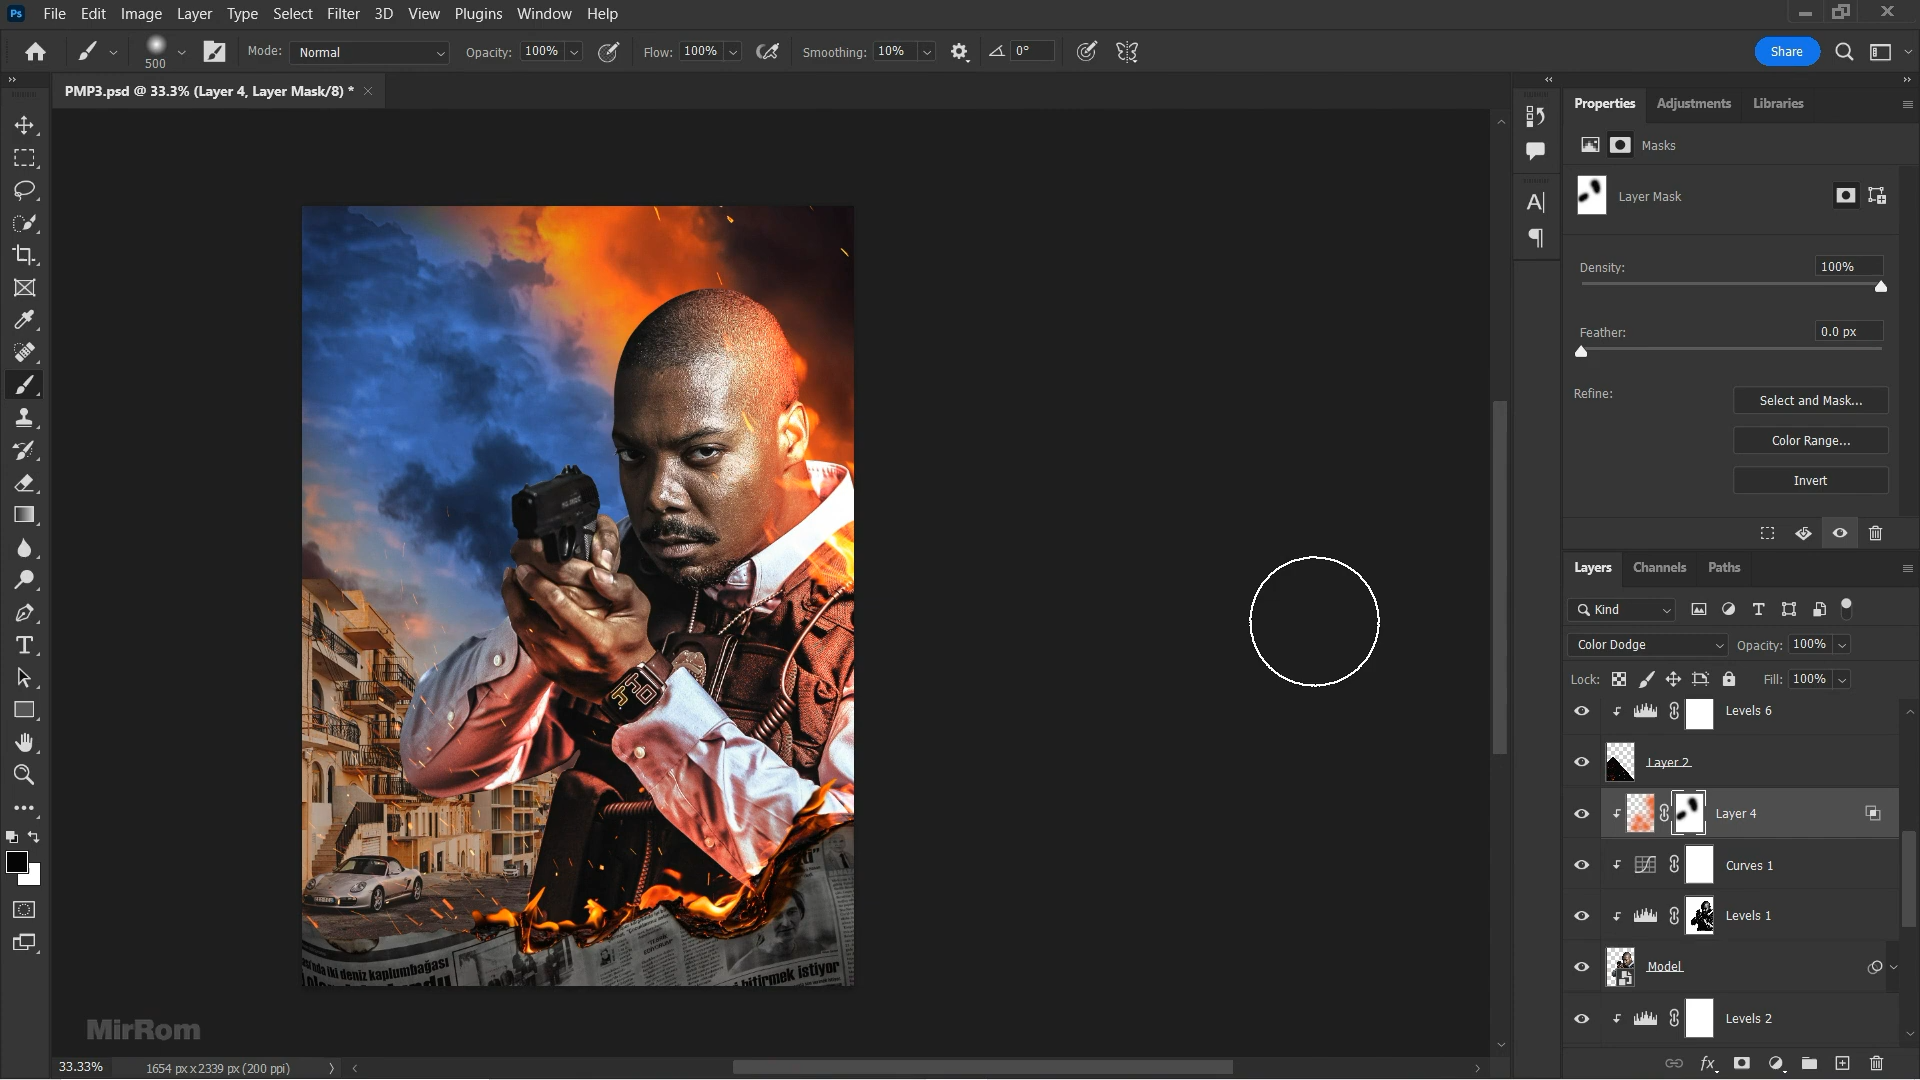 Ps File Edit Image Layer Type Select Filter 3D View Plugins Window Help
500 Mode: Normal Opacity: 100% Flow: 100% Smoothing: 10% 0° Share
PMP3.psd @ 33.3% (Layer 4, Layer Mask/8) *
Properties Adjustments Libraries
Masks
Layer Mask
Density: 100%
Feather: 0.0 px
Refine:
Select and Mask...
Color Range...
Invert
Layers Channels Paths
Kind
Color Dodge Opacity: 100%
Lock: Fill: 100%
Levels 6
Layer 2
Layer 4
Curves 1
Levels 1
Model
Levels 2
iki deniz kaplumbağası
bitirmek istiyor
MirRom
33.33% 1654 px x 2339 px (200 ppi)